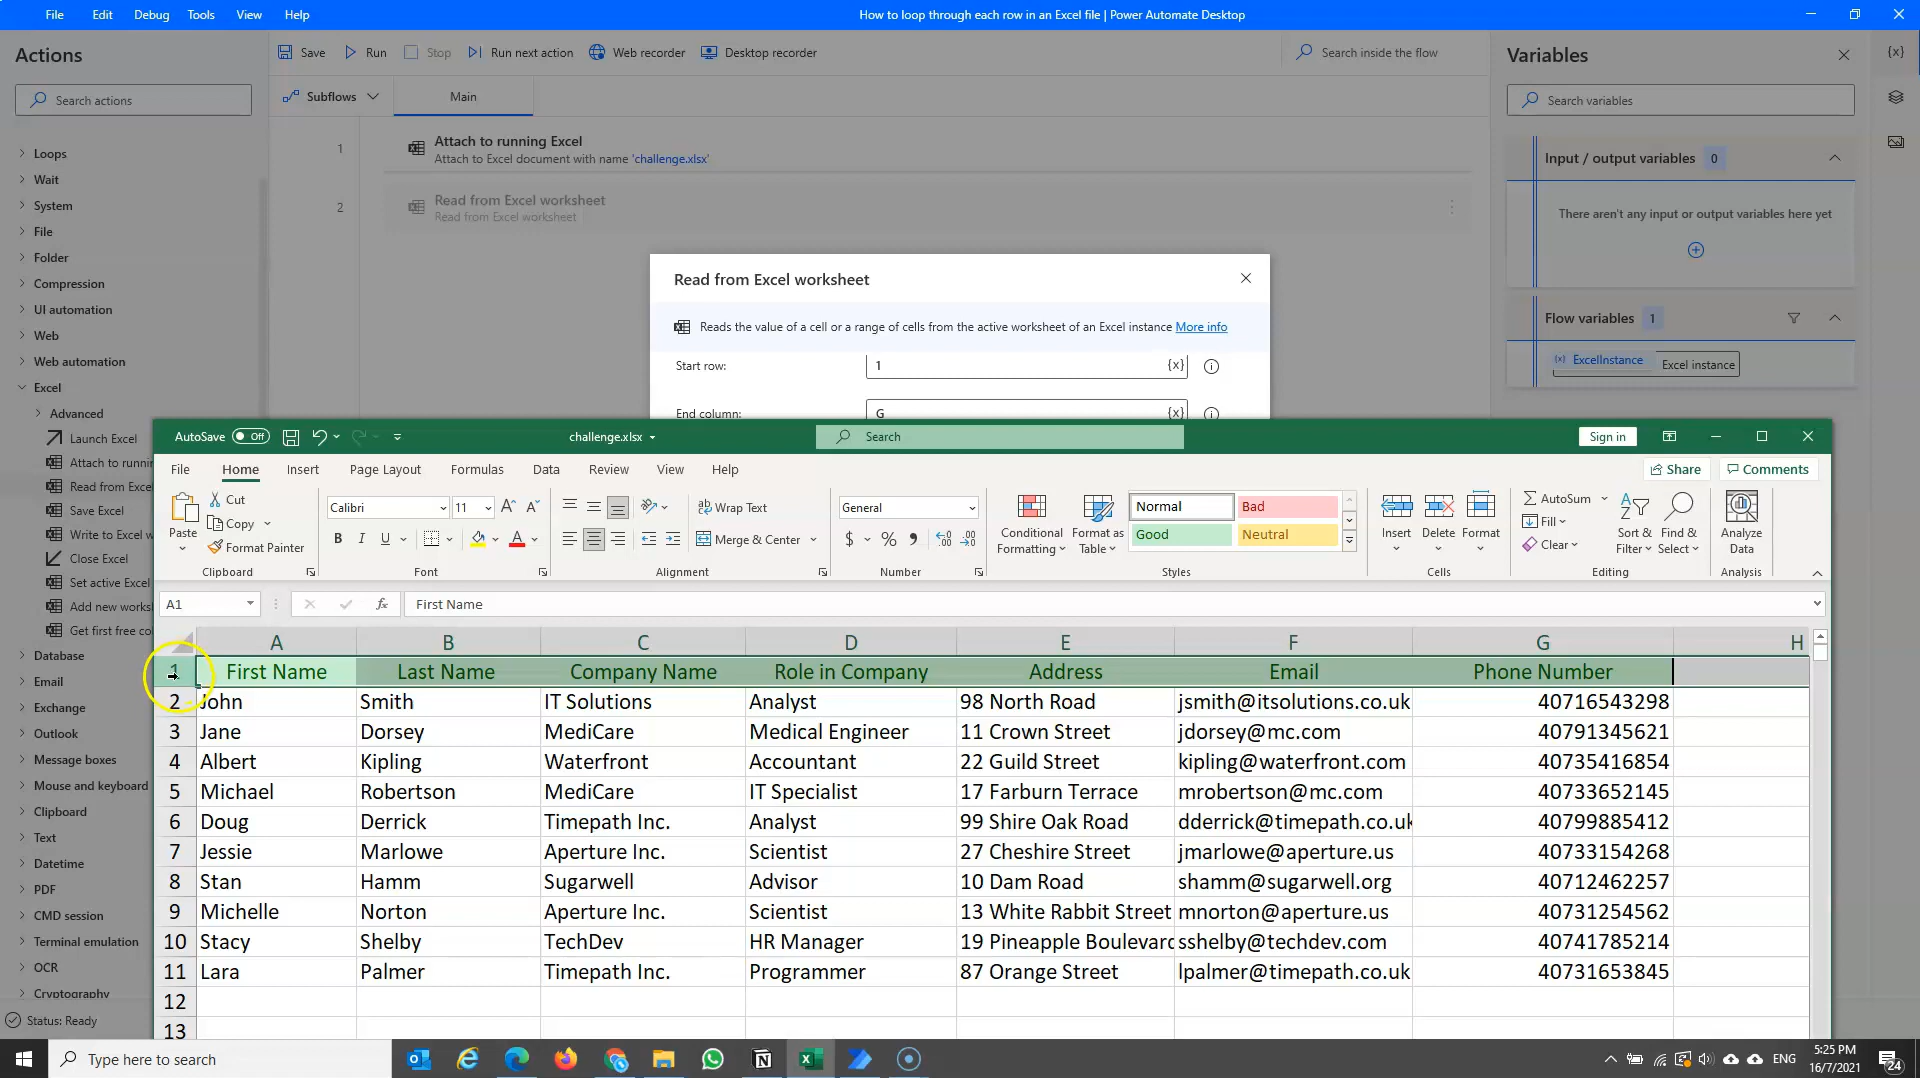 File Edit Debug Tools View Help
How to loop through each row in an Excel file | Power Automate Desktop
Actions
Save Run Stop Run next action Web recorder Desktop recorder
Search inside the flow
Variables
{x}
Search actions
Subflows Main
Search variables
1 Attach to running Excel
Attach to Excel document with name 'challenge.xlsx'
2 Read from Excel worksheet
Read from Excel worksheet
Loops
Wait
System
File
Folder
Compression
UI automation
Web
Web automation
Excel
Advanced
Launch Excel
Attach to runni
Read from Exce
Save Excel
Write to Excel w
Close Excel
Set active Excel
Add new worksh
Get first free co
Database
Email
Exchange
Outlook
Message boxes
Mouse and keyboard
Clipboard
Text
Datetime
PDF
CMD session
Terminal emulation
OCR
Cryptography
Status: Ready
Input / output variables 0
There aren't any input or output variables here yet
Flow variables 1
{x} ExcelInstance Excel instance
Read from Excel worksheet
Reads the value of a cell or a range of cells from the active worksheet of an Excel instance More info
Start row: 1 {x}
End column: G {x}
AutoSave Off challenge.xlsx Search Sign in
File Home Insert Page Layout Formulas Data Review View Help Share Comments
Paste Cut
Copy
Format Painter
Clipboard
Calibri 11
B I U
Font
Wrap Text
Merge & Center
Alignment
General
$ % ,
Number
Conditional Formatting
Format as Table
Normal Bad
Good Neutral
Styles
Insert Delete Format
Cells
AutoSum
Fill
Clear
Sort & Filter
Find & Select
Editing
Analyze Data
Analysis
A1 fx First Name
A B C D E F G H
1 First Name Last Name Company Name Role in Company Address Email Phone Number
2 John Smith IT Solutions Analyst 98 North Road jsmith@itsolutions.co.uk 40716543298
3 Jane Dorsey MediCare Medical Engineer 11 Crown Street jdorsey@mc.com 40791345621
4 Albert Kipling Waterfront Accountant 22 Guild Street kipling@waterfront.com 40735416854
5 Michael Robertson MediCare IT Specialist 17 Farburn Terrace mrobertson@mc.com 40733652145
6 Doug Derrick Timepath Inc. Analyst 99 Shire Oak Road dderrick@timepath.co.uk 40799885412
7 Jessie Marlowe Aperture Inc. Scientist 27 Cheshire Street jmarlowe@aperture.us 40733154268
8 Stan Hamm Sugarwell Advisor 10 Dam Road shamm@sugarwell.org 40712462257
9 Michelle Norton Aperture Inc. Scientist 13 White Rabbit Street mnorton@aperture.us 40731254562
10 Stacy Shelby TechDev HR Manager 19 Pineapple Boulevard sshelby@techdev.com 40741785214
11 Lara Palmer Timepath Inc. Programmer 87 Orange Street lpalmer@timepath.co.uk 40731653845
12
13
Type here to search
ENG
5:25 PM
16/7/2021
24